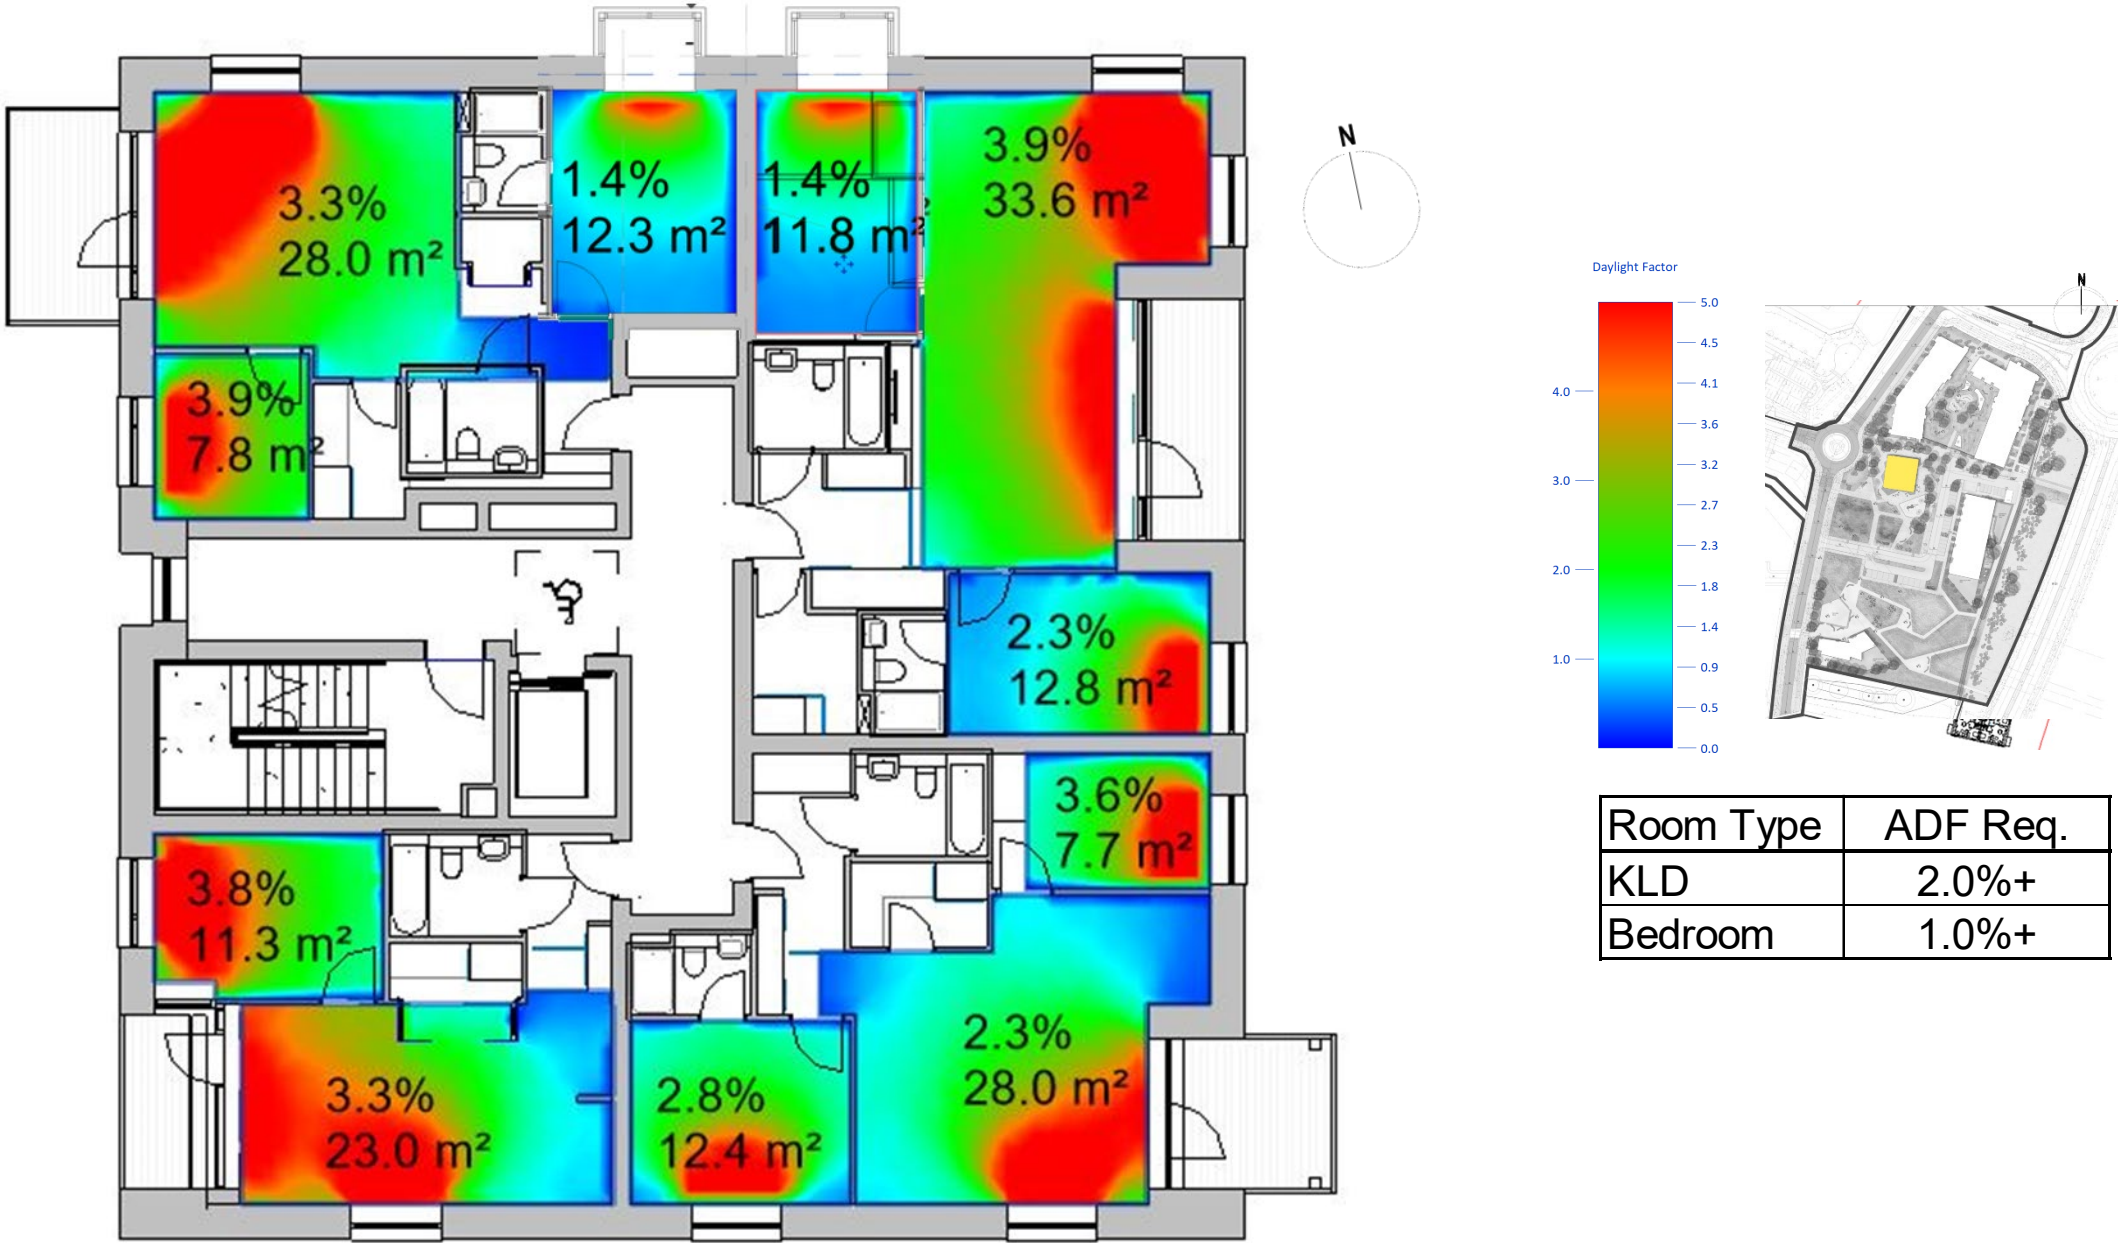 3.3%
28.0 m²
1.4%
12.3 m²
1.4%
11.8 m²
3.9%
33.6 m²
3.9%
7.8 m²
2.3%
12.8 m²
3.6%
7.7 m²
3.8%
11.3 m²
3.3%
23.0 m²
2.8%
12.4 m²
2.3%
28.0 m²
N
Daylight Factor
5.0
4.5
4.0
4.1
3.6
3.0
3.2
2.7
2.3
2.0
1.8
1.4
1.0
0.9
0.5
0.0
N
Room Type ADF Req.
KLD 2.0%+
Bedroom 1.0%+